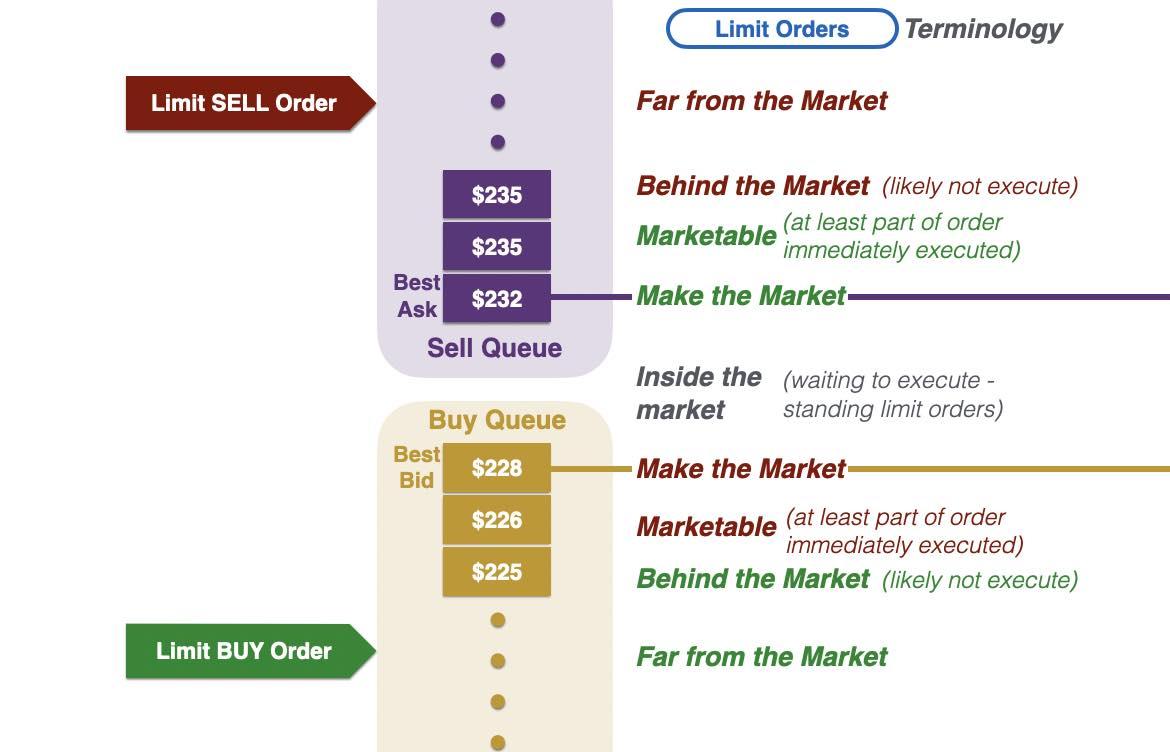 Limit Orders Terminology
Limit SELL Order
Far from the Market
$235
Behind the Market (likely not execute)
$235
Marketable (at least part of order
immediately executed)
Best
Ask
$232
Make the Market
Sell Queue
Inside the
market
(waiting to execute -
standing limit orders)
Buy Queue
Best
Bid
$228
Make the Market
$226
Marketable (at least part of order
immediately executed)
$225
Behind the Market (likely not execute)
Limit BUY Order
Far from the Market